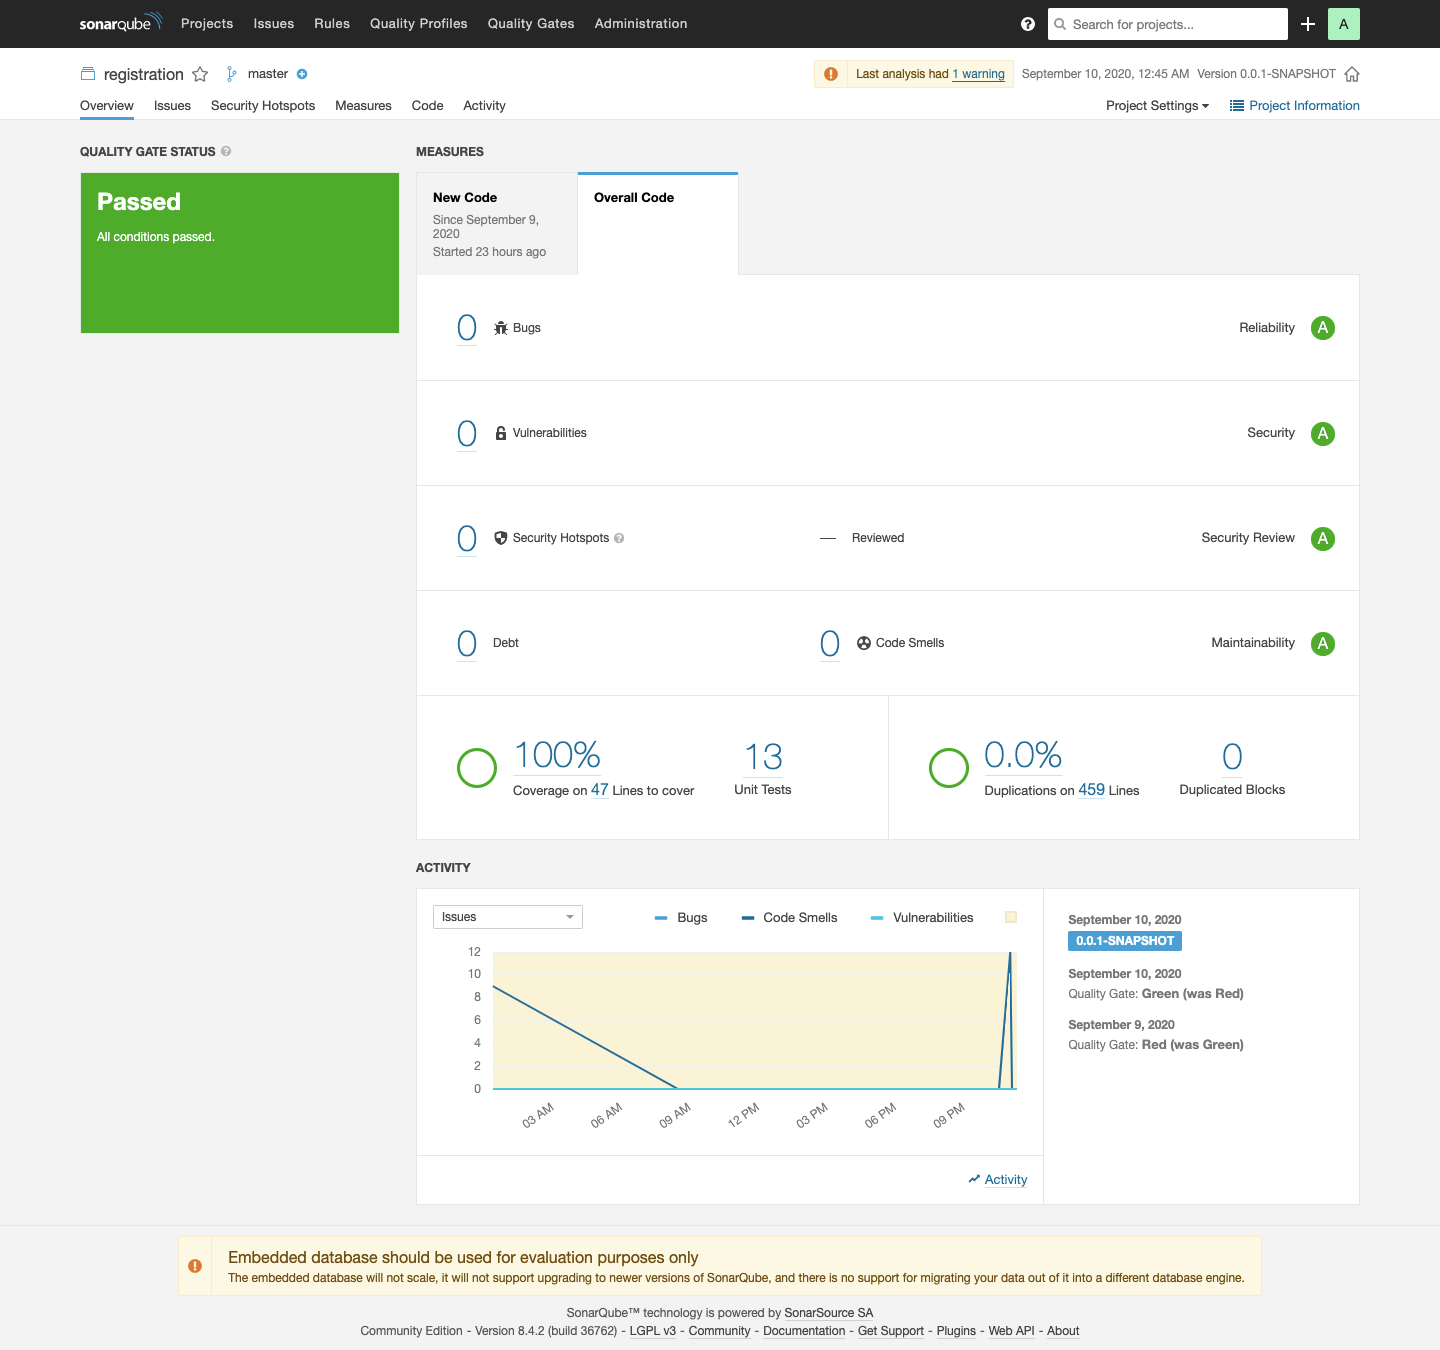 sonarqube Projects Issues Rules Quality Profiles Quality Gates Administration Search for projects... A
registration master Last analysis had 1 warning September 10, 2020, 12:45 AM Version 0.0.1-SNAPSHOT
Overview Issues Security Hotspots Measures Code Activity Project Settings Project Information
QUALITY GATE STATUS
Passed
All conditions passed.
MEASURES
New Code
Since September 9,
2020
Started 23 hours ago
Overall Code
0 Bugs Reliability A
0 Vulnerabilities Security A
0 Security Hotspots — Reviewed Security Review A
0 Debt 0 Code Smells Maintainability A
100%
Coverage on 47 Lines to cover
13
Unit Tests
0.0%
Duplications on 459 Lines
0
Duplicated Blocks
ACTIVITY
Issues Bugs Code Smells Vulnerabilities
12
10
8
6
4
2
0
03 AM 06 AM 09 AM 12 PM 03 PM 06 PM 09 PM
Activity
September 10, 2020
0.0.1-SNAPSHOT
September 10, 2020
Quality Gate: Green (was Red)
September 9, 2020
Quality Gate: Red (was Green)
Embedded database should be used for evaluation purposes only
The embedded database will not scale, it will not support upgrading to newer versions of SonarQube, and there is no support for migrating your data out of it into a different database engine.
SonarQube™ technology is powered by SonarSource SA
Community Edition - Version 8.4.2 (build 36762) - LGPL v3 - Community - Documentation - Get Support - Plugins - Web API - About